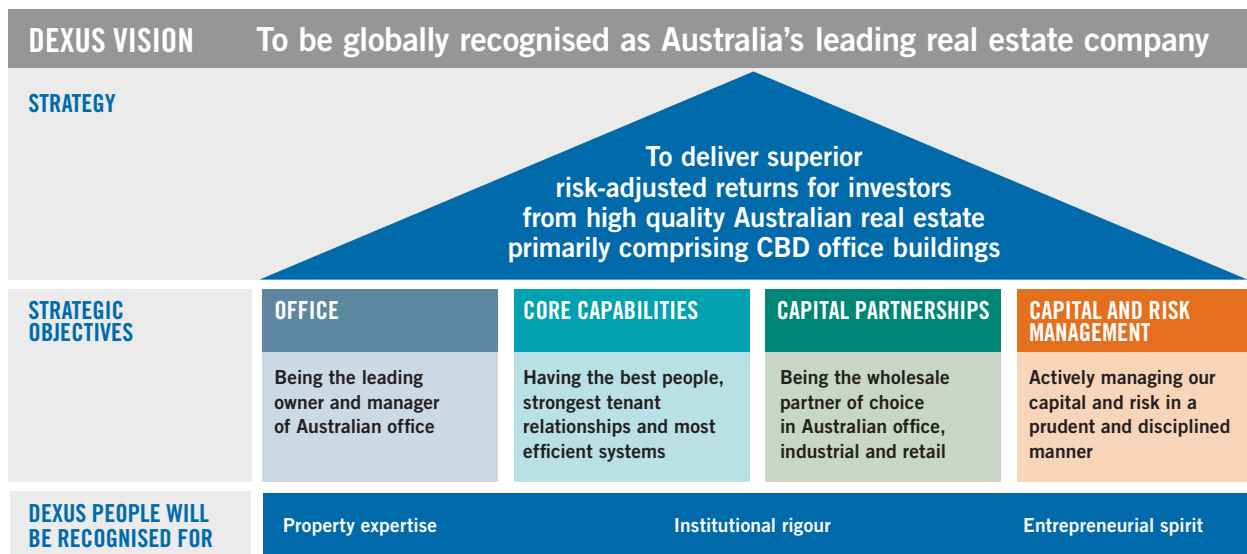 DEXUS VISION
To be globally recognised as Australia’s leading real estate company
STRATEGY
To deliver superior
risk-adjusted returns for investors
from high quality Australian real estate
primarily comprising CBD office buildings
STRATEGIC
OBJECTIVES
OFFICE
Being the leading
owner and manager
of Australian office
CORE CAPABILITIES
Having the best people,
strongest tenant
relationships and most
efficient systems
CAPITAL PARTNERSHIPS
Being the wholesale
partner of choice
in Australian office,
industrial and retail
CAPITAL AND RISK
MANAGEMENT
Actively managing our
capital and risk in a
prudent and disciplined
manner
DEXUS PEOPLE WILL
BE RECOGNISED FOR
Property expertise
Institutional rigour
Entrepreneurial spirit